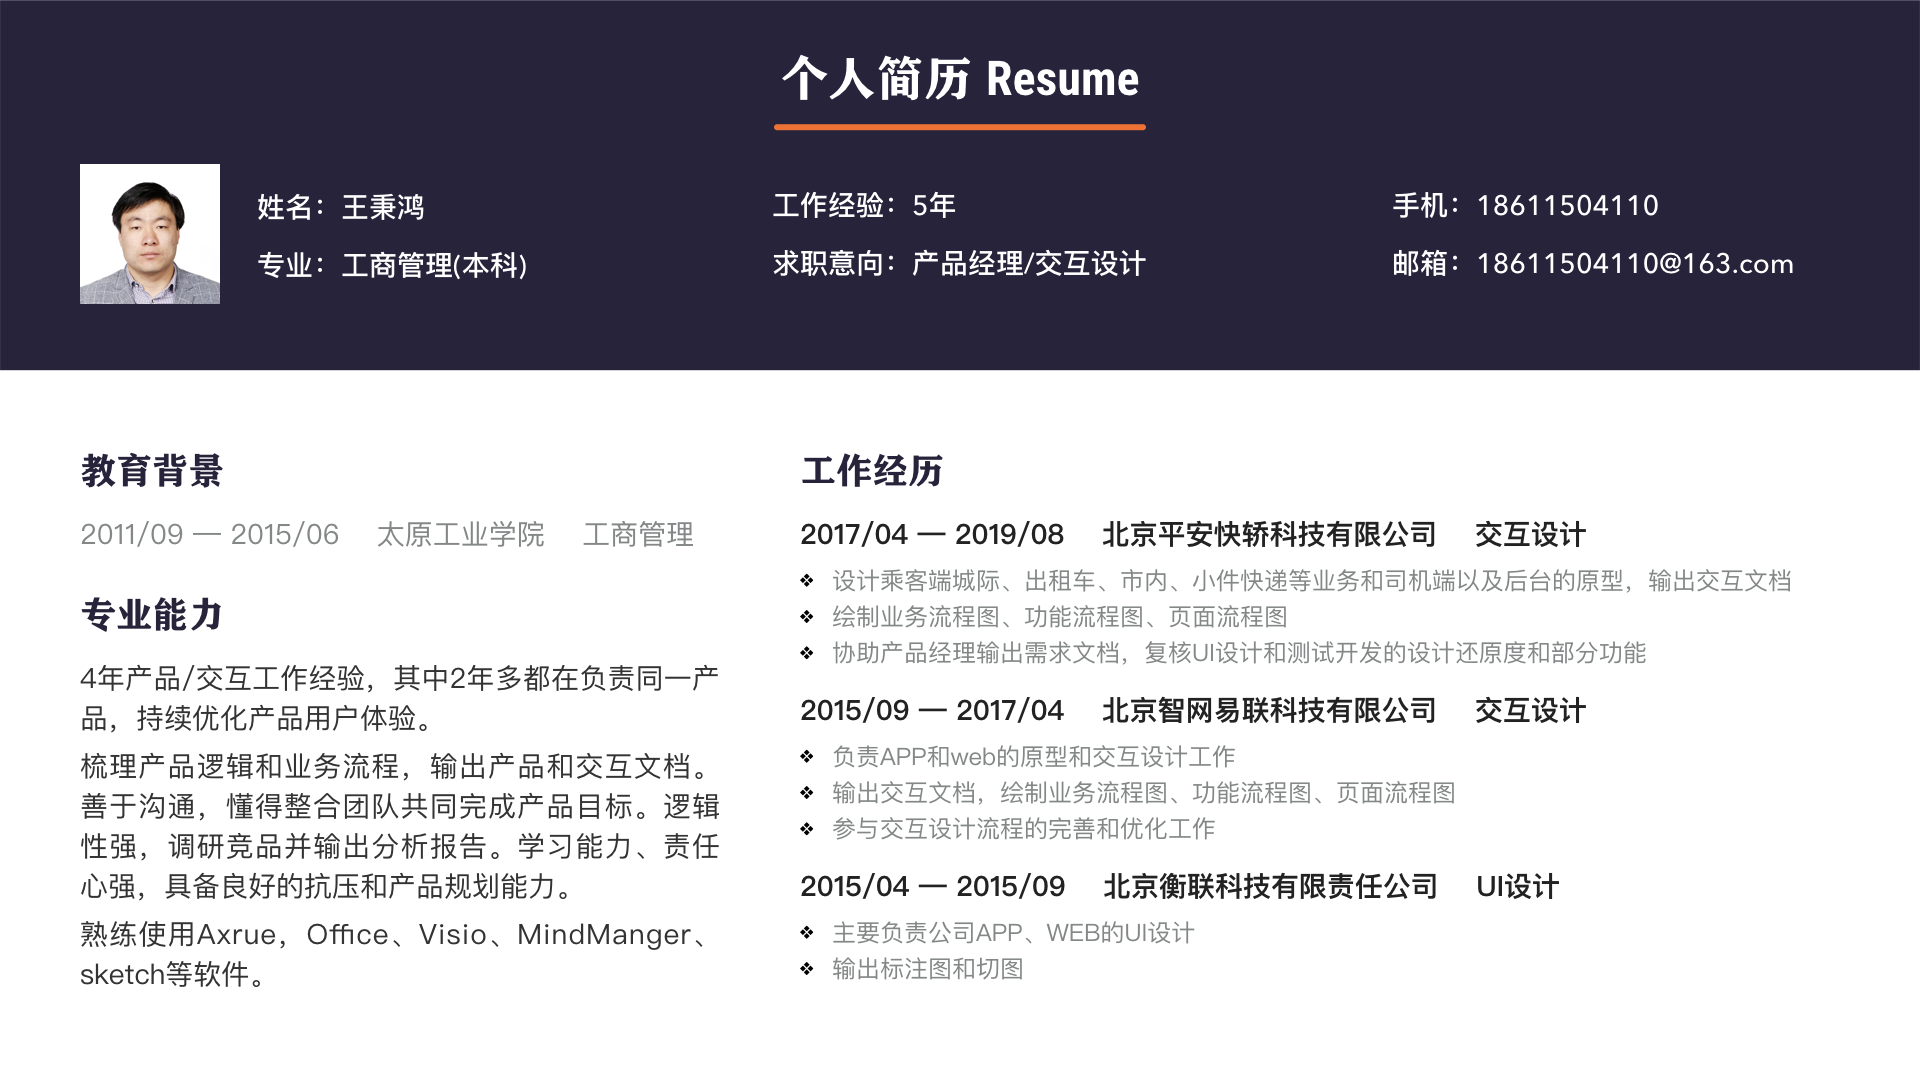 个人简历 Resume
姓名：王秉鸿
专业：工商管理(本科)
工作经验：5年
求职意向：产品经理/交互设计
手机：18611504110
邮箱：18611504110@163.com
教育背景
2011/09 — 2015/06 太原工业学院 工商管理
专业能力
4年产品/交互工作经验，其中2年多都在负责同一产
品，持续优化产品用户体验。
梳理产品逻辑和业务流程，输出产品和交互文档。
善于沟通，懂得整合团队共同完成产品目标。逻辑
性强，调研竞品并输出分析报告。学习能力、责任
心强，具备良好的抗压和产品规划能力。
熟练使用Axrue，Office、Visio、MindManger、
sketch等软件。
工作经历
2017/04 — 2019/08 北京平安快轿科技有限公司 交互设计
❖ 设计乘客端城际、出租车、市内、小件快递等业务和司机端以及后台的原型，输出交互文档
❖ 绘制业务流程图、功能流程图、页面流程图
❖ 协助产品经理输出需求文档，复核UI设计和测试开发的设计还原度和部分功能
2015/09 — 2017/04 北京智网易联科技有限公司 交互设计
❖ 负责APP和web的原型和交互设计工作
❖ 输出交互文档，绘制业务流程图、功能流程图、页面流程图
❖ 参与交互设计流程的完善和优化工作
2015/04 — 2015/09 北京衡联科技有限责任公司 UI设计
❖ 主要负责公司APP、WEB的UI设计
❖ 输出标注图和切图